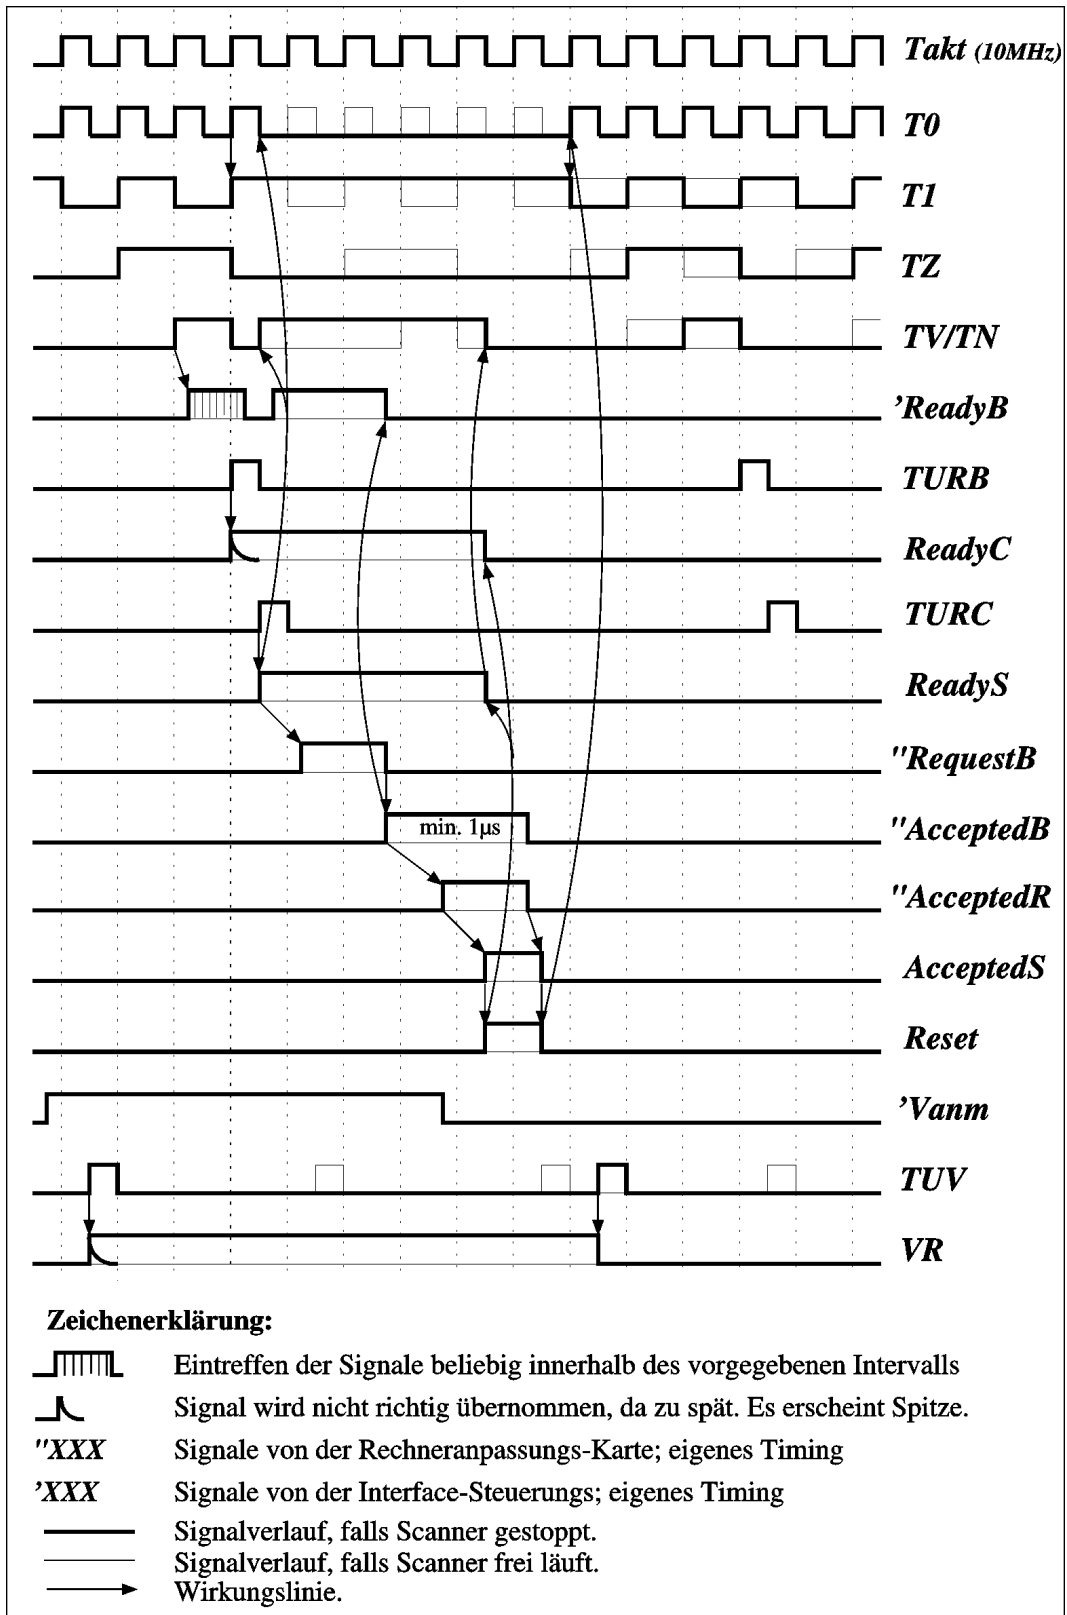 Takt (10MHz)
T0
T1
TZ
TV/TN
’ReadyB
TURB
ReadyC
TURC
ReadyS
"RequestB
min. 1µs
"AcceptedB
"AcceptedR
AcceptedS
Reset
’Vanm
TUV
VR
Zeichenerklärung:
Eintreffen der Signale beliebig innerhalb des vorgegebenen Intervalls
Signal wird nicht richtig übernommen, da zu spät. Es erscheint Spitze.
"XXX Signale von der Rechneranpassungs-Karte; eigenes Timing
’XXX Signale von der Interface-Steuerungs; eigenes Timing
Signalverlauf, falls Scanner gestoppt.
Signalverlauf, falls Scanner frei läuft.
Wirkungslinie.